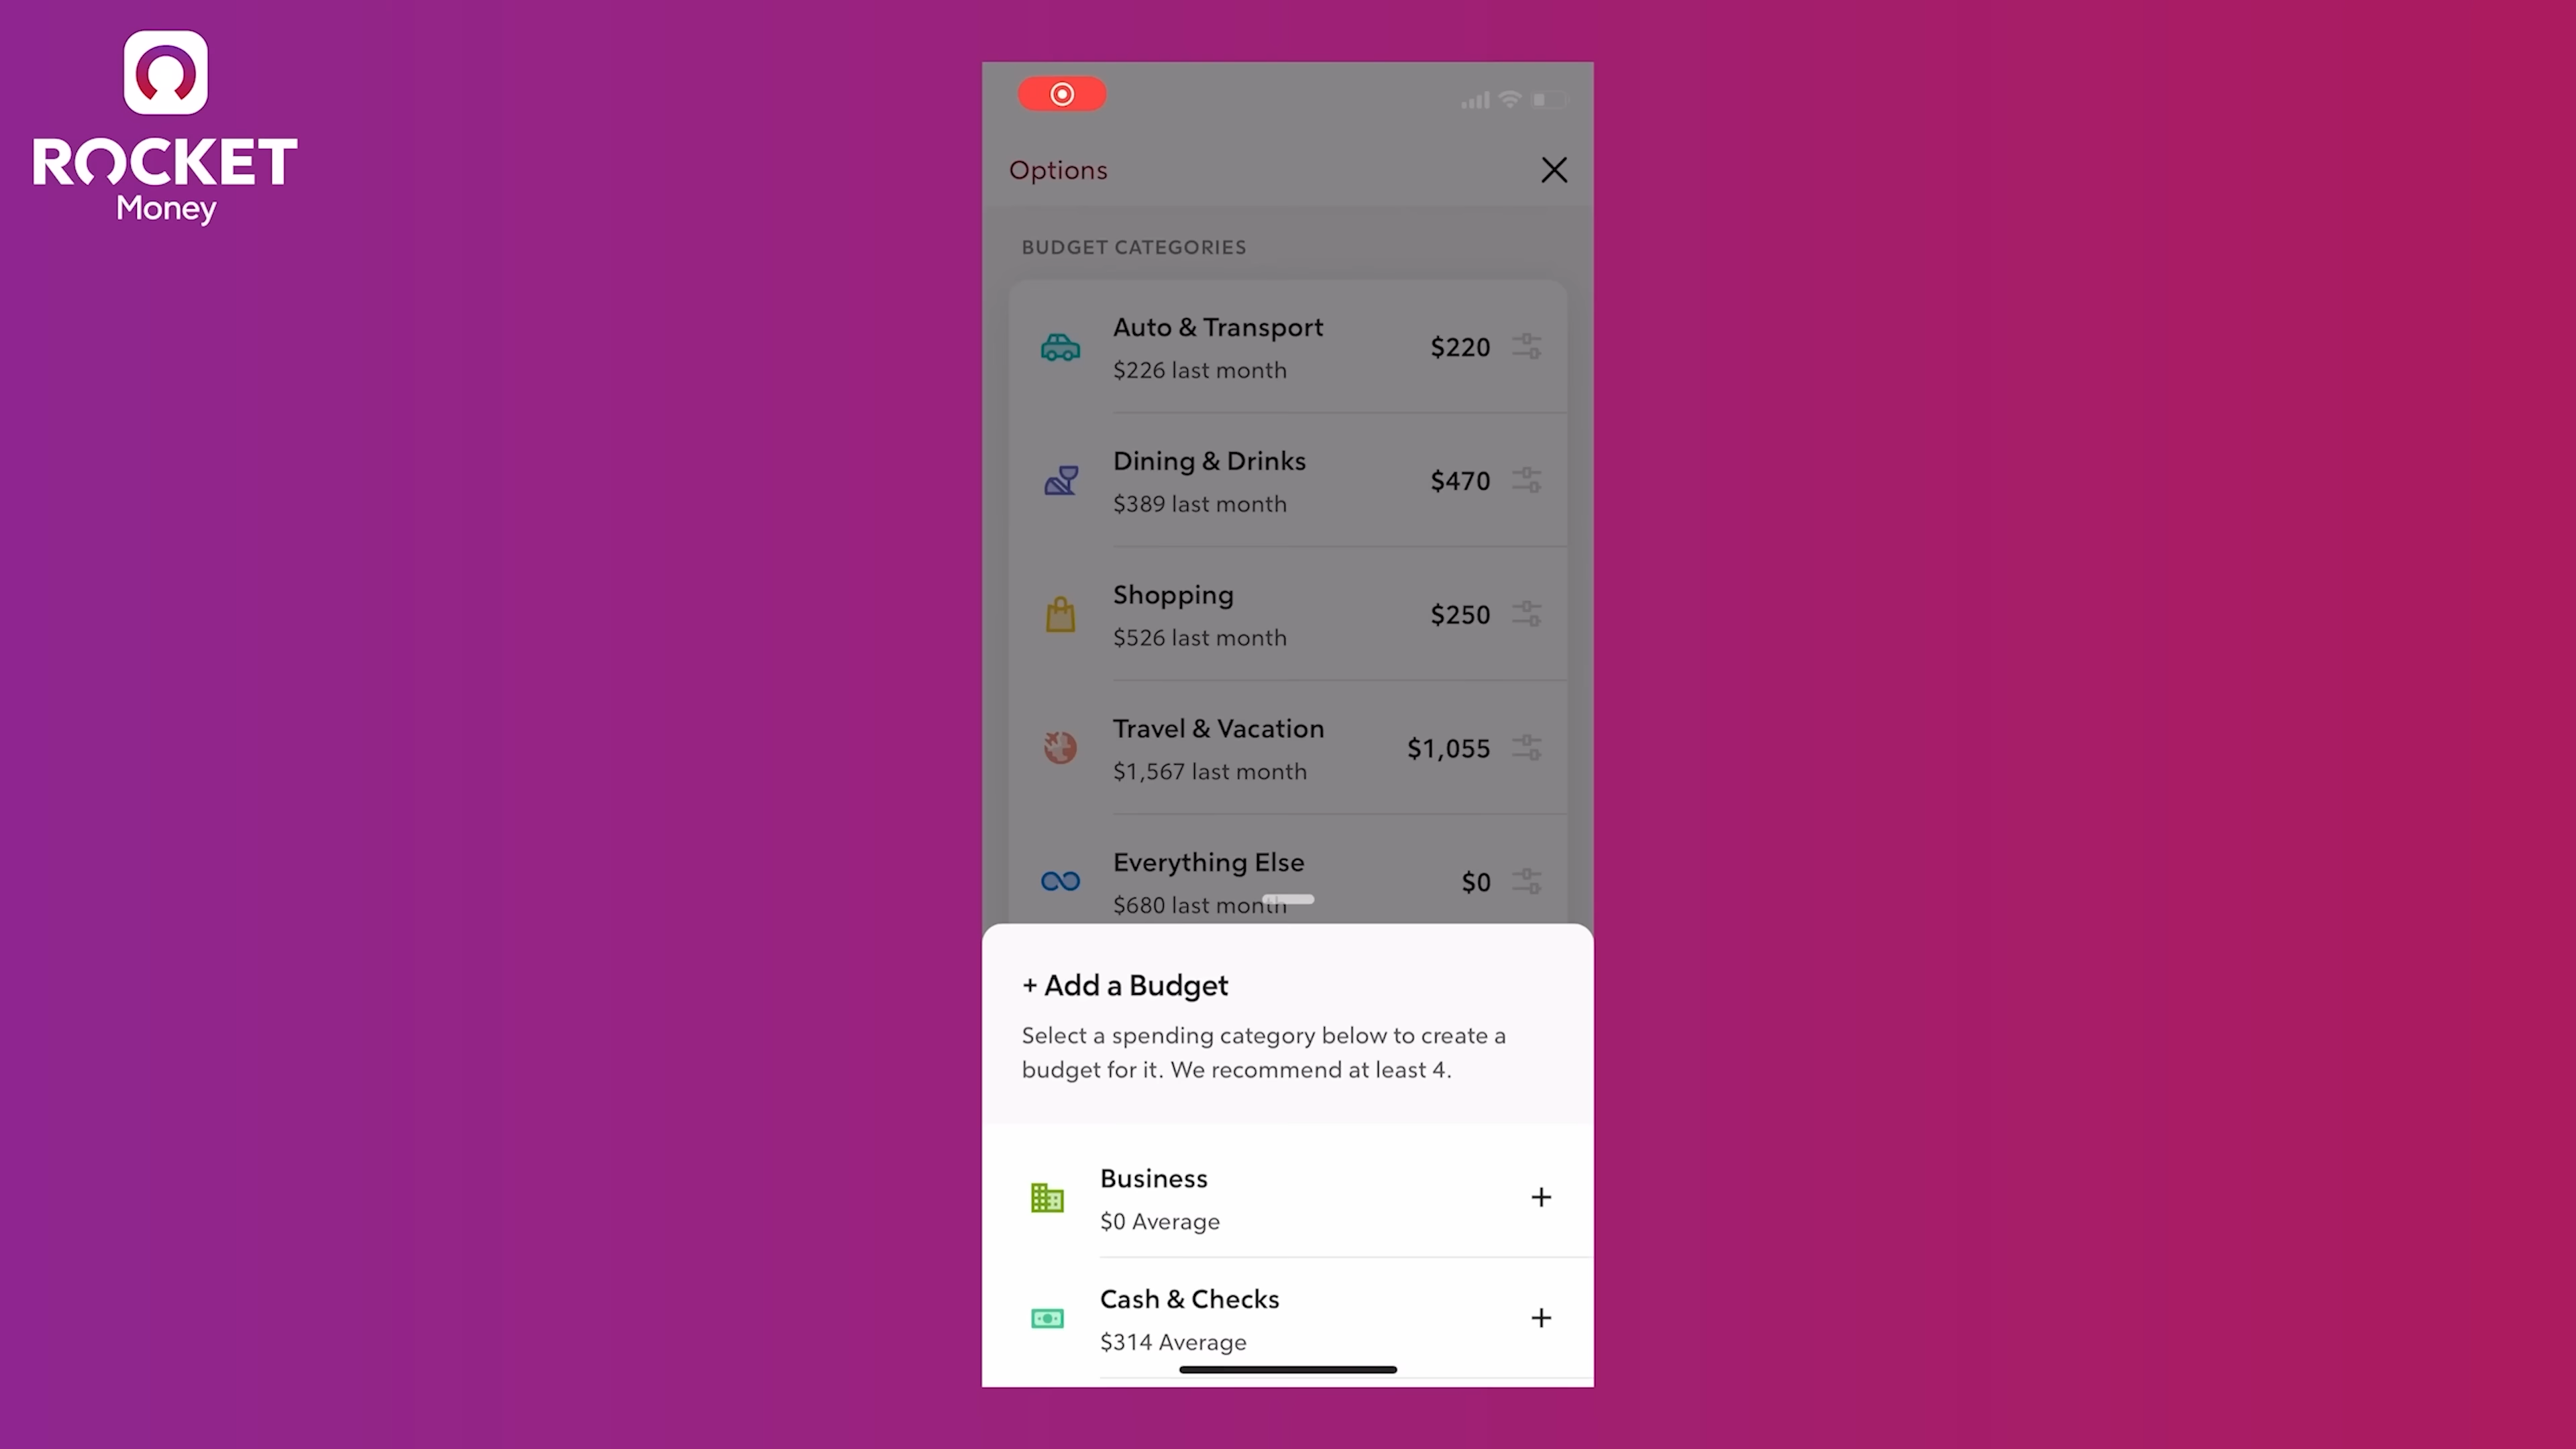 ROCKET
Money
Options
BUDGET CATEGORIES
Auto & Transport
$226 last month
$220
Dining & Drinks
$389 last month
$470
Shopping
$526 last month
$250
Travel & Vacation
$1,567 last month
$1,055
Everything Else
$680 last month
$0
+ Add a Budget
Select a spending category below to create a
budget for it. We recommend at least 4.
Business
$0 Average
+
Cash & Checks
$314 Average
+